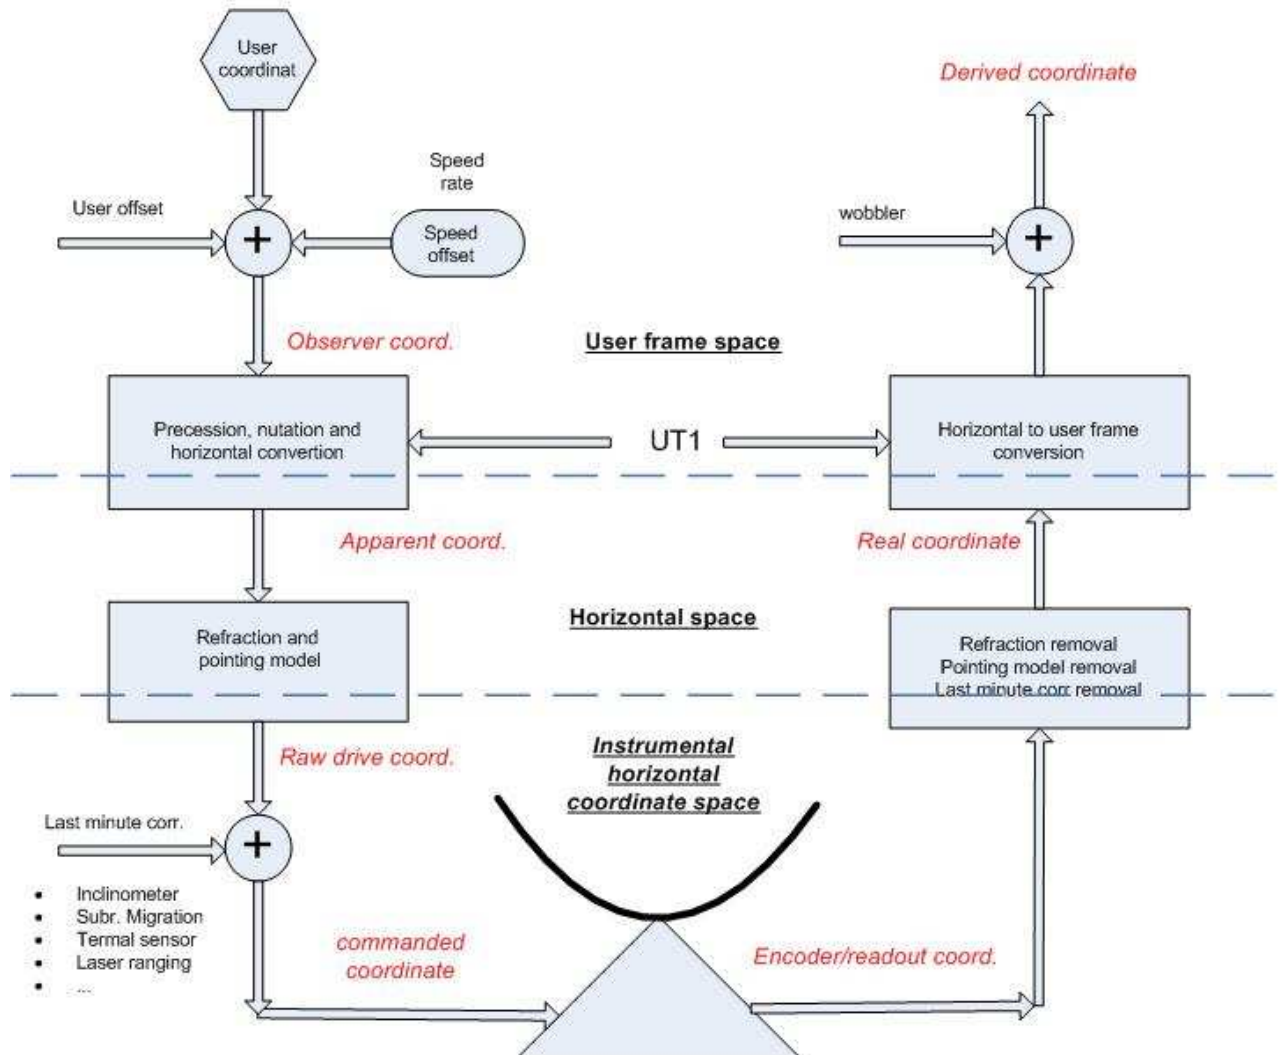 User
coordinat
Derived coordinate
Speed
rate
User offset
+
Speed
offset
wobbler
+
Observer coord.
User frame space
Precession, nutation and
horizontal convertion
UT1
Horizontal to user frame
conversion
Apparent coord.
Real coordinate
Refraction and
pointing model
Horizontal space
Refraction removal
Pointing model removal
Last minute corr removal
Raw drive coord.
Instrumental
horizontal
coordinate space
Last minute corr.
+
• Inclinometer
• Subr. Migration
• Termal sensor
• Laser ranging
• ...
commanded
coordinate
Encoder/readout coord.